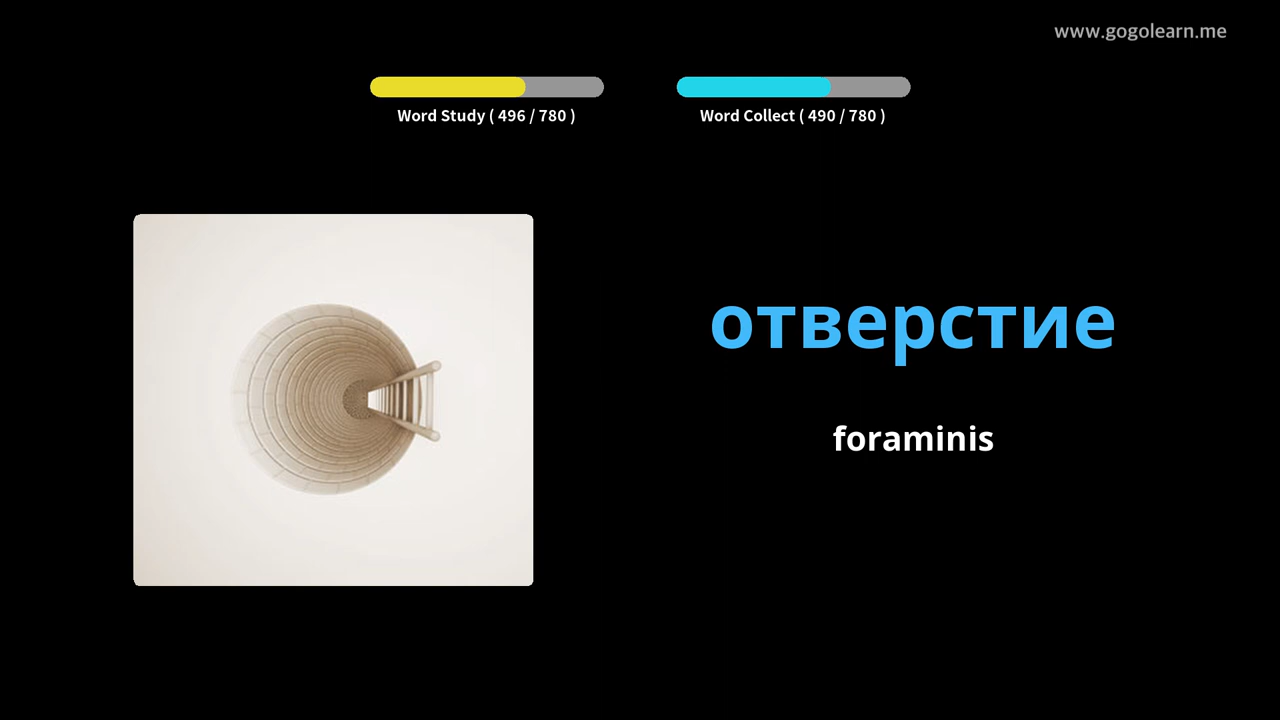 www.gogolearn.me
Word Study ( 496 / 780 )
Word Collect ( 490 / 780 )
отверстие
foraminis